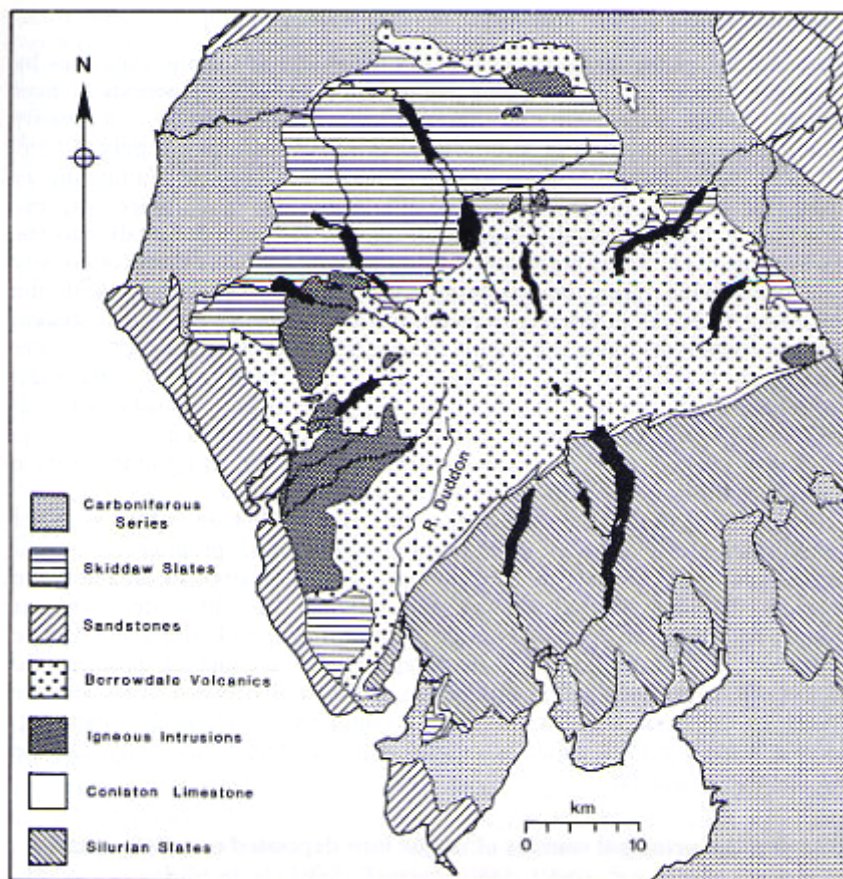 N
R. Duddon
Carboniferous
Series
Skiddaw Slates
Sandstones
Borrowdale Volcanics
Igneous Intrusions
Coniston Limestone
Silurian Slates
km
0 10